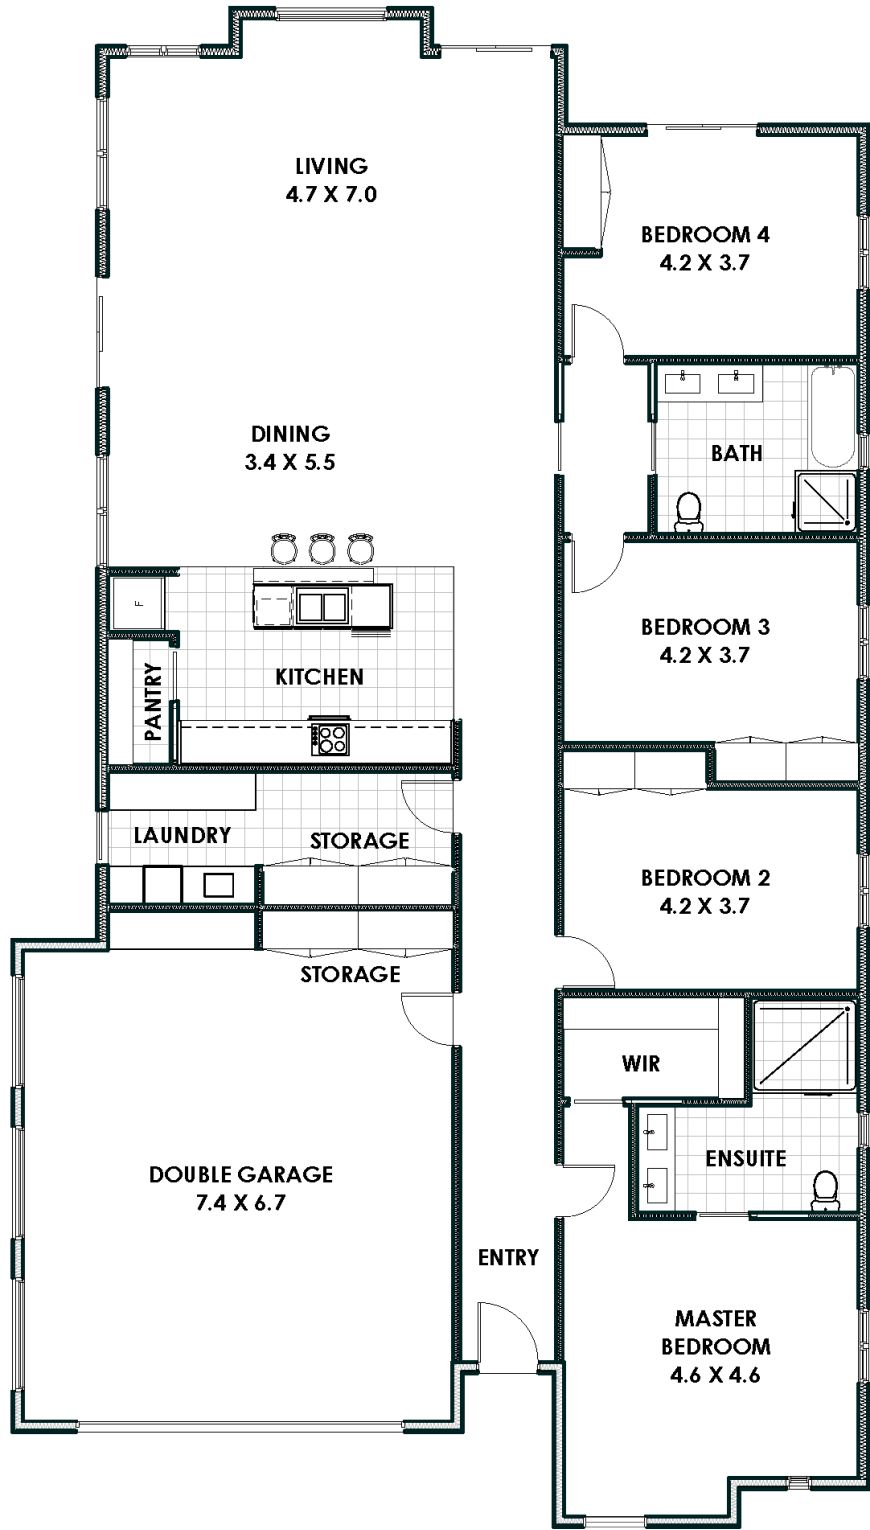 LIVING
4.7 X 7.0
BEDROOM 4
4.2 X 3.7
DINING
3.4 X 5.5
BATH
F
BEDROOM 3
4.2 X 3.7
KITCHEN
PANTRY
LAUNDRY
STORAGE
BEDROOM 2
4.2 X 3.7
STORAGE
WIR
ENSUITE
DOUBLE GARAGE
7.4 X 6.7
ENTRY
MASTER
BEDROOM
4.6 X 4.6